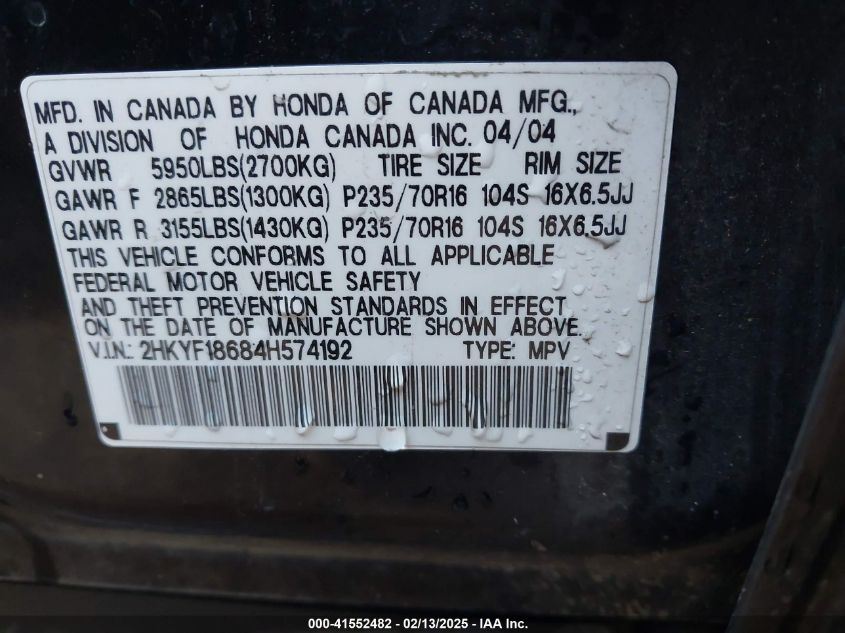 MFD. IN CANADA BY HONDA OF CANADA MFG.,
A DIVISION OF HONDA CANADA INC. 04/04
GVWR 5950LBS(2700KG) TIRE SIZE RIM SIZE
GAWR F 2865LBS(1300KG) P235/70R16 104S 16X6.5JJ
GAWR R 3155LBS(1430KG) P235/70R16 104S 16X6.5JJ
THIS VEHICLE CONFORMS TO ALL APPLICABLE
FEDERAL MOTOR VEHICLE SAFETY
AND THEFT PREVENTION STANDARDS IN EFFECT
ON THE DATE OF MANUFACTURE SHOWN ABOVE.
V.I.N.: 2HKYF18684H574192 TYPE: MPV
000-41552482 - 02/13/2025 - IAA Inc.